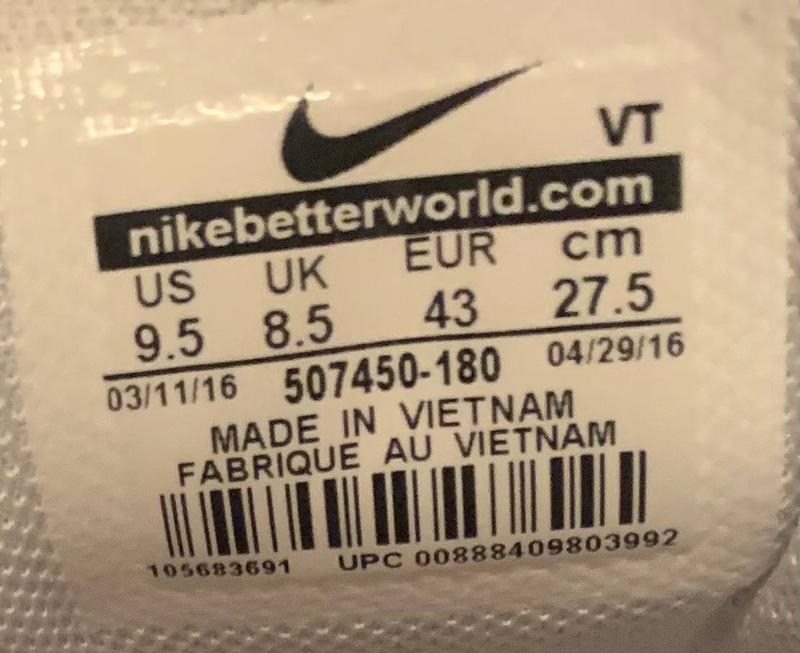 VT
nikebetterworld.com
US UK EUR cm
9.5 8.5 43 27.5
03/11/16 507450-180 04/29/16
MADE IN VIETNAM
FABRIQUE AU VIETNAM
105683691 UPC 00888409803992